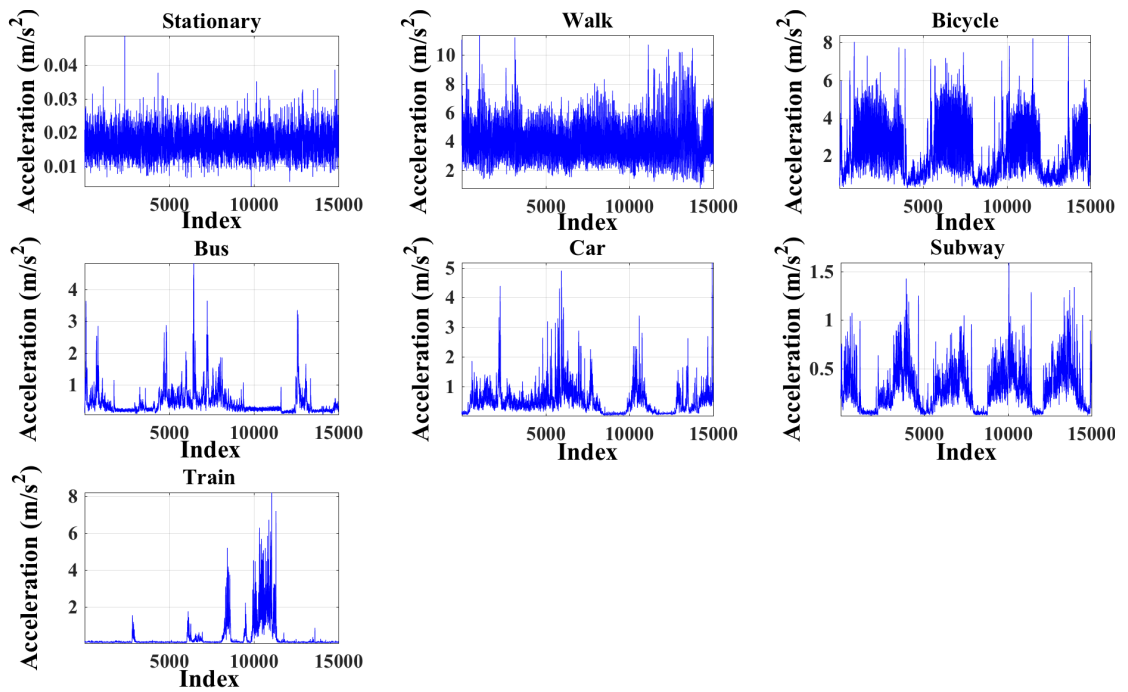 Stationary
Acceleration (m/s²)
0.04
0.03
0.02
0.01
5000 10000 15000
Index
Walk
Acceleration (m/s²)
10
8
6
4
2
5000 10000 15000
Index
Bicycle
Acceleration (m/s²)
8
6
4
2
5000 10000 15000
Index
Bus
Acceleration (m/s²)
4
3
2
1
5000 10000 15000
Index
Car
Acceleration (m/s²)
5
4
3
2
1
5000 10000 15000
Index
Subway
Acceleration (m/s²)
1.5
1
0.5
5000 10000 15000
Index
Train
Acceleration (m/s²)
8
6
4
2
5000 10000 15000
Index